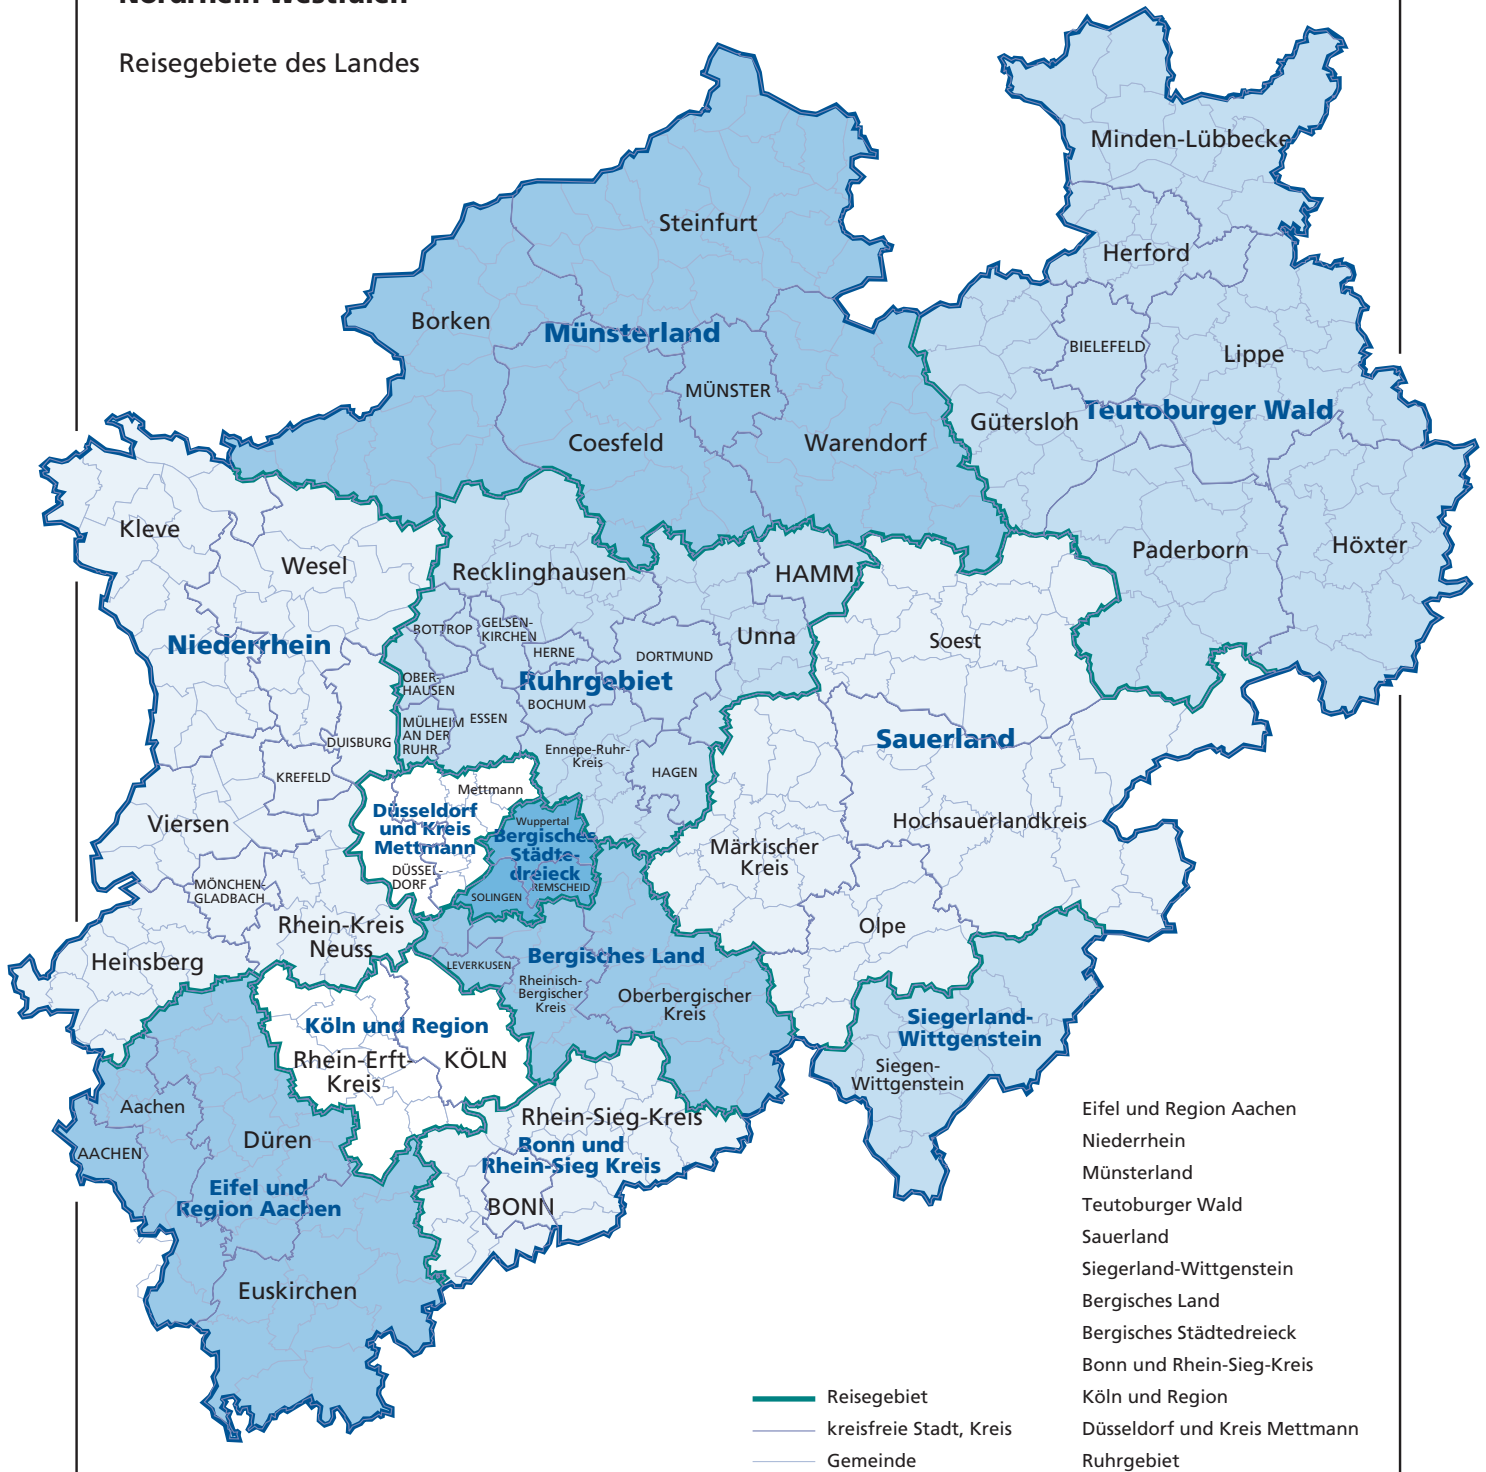 Nordrhein-Westfalen
Reisegebiete des Landes
Minden-Lübbecke
Steinfurt
Herford
Borken
Münsterland
BIELEFELD
Lippe
MÜNSTER
Gütersloh
Teutoburger Wald
Coesfeld
Warendorf
Kleve
Wesel
Recklinghausen
HAMM
Paderborn
Höxter
BOTTROP
GELSEN-
KIRCHEN
HERNE
DORTMUND
Unna
Soest
Niederrhein
OBER-
HAUSEN
Ruhrgebiet
BOCHUM
MÜLHEIM
AN DER
RUHR
ESSEN
DUISBURG
Ennepe-Ruhr-
Kreis
HAGEN
Sauerland
KREFELD
Mettmann
Düsseldorf
und Kreis
Mettmann
DÜSSEL-
DORF
Wuppertal
Bergisches
Städte-
dreieck
REMSCHEID
SOLINGEN
Viersen
Hochsauerlandkreis
Märkischer
Kreis
MÖNCHEN-
GLADBACH
Rhein-Kreis
Neuss
Olpe
Heinsberg
LEVERKUSEN
Bergisches Land
Rheinisch-
Bergischer
Kreis
Oberbergischer
Kreis
Köln und Region
Rhein-Erft-
Kreis
KÖLN
Siegerland-
Wittgenstein
Siegen-
Wittgenstein
Aachen
AACHEN
Düren
Rhein-Sieg-Kreis
Bonn und
Rhein-Sieg Kreis
BONN
Eifel und
Region Aachen
Euskirchen
Eifel und Region Aachen
Niederrhein
Münsterland
Teutoburger Wald
Sauerland
Siegerland-Wittgenstein
Bergisches Land
Bergisches Städtedreieck
Bonn und Rhein-Sieg-Kreis
Köln und Region
Düsseldorf und Kreis Mettmann
Ruhrgebiet
Reisegebiet
kreisfreie Stadt, Kreis
Gemeinde